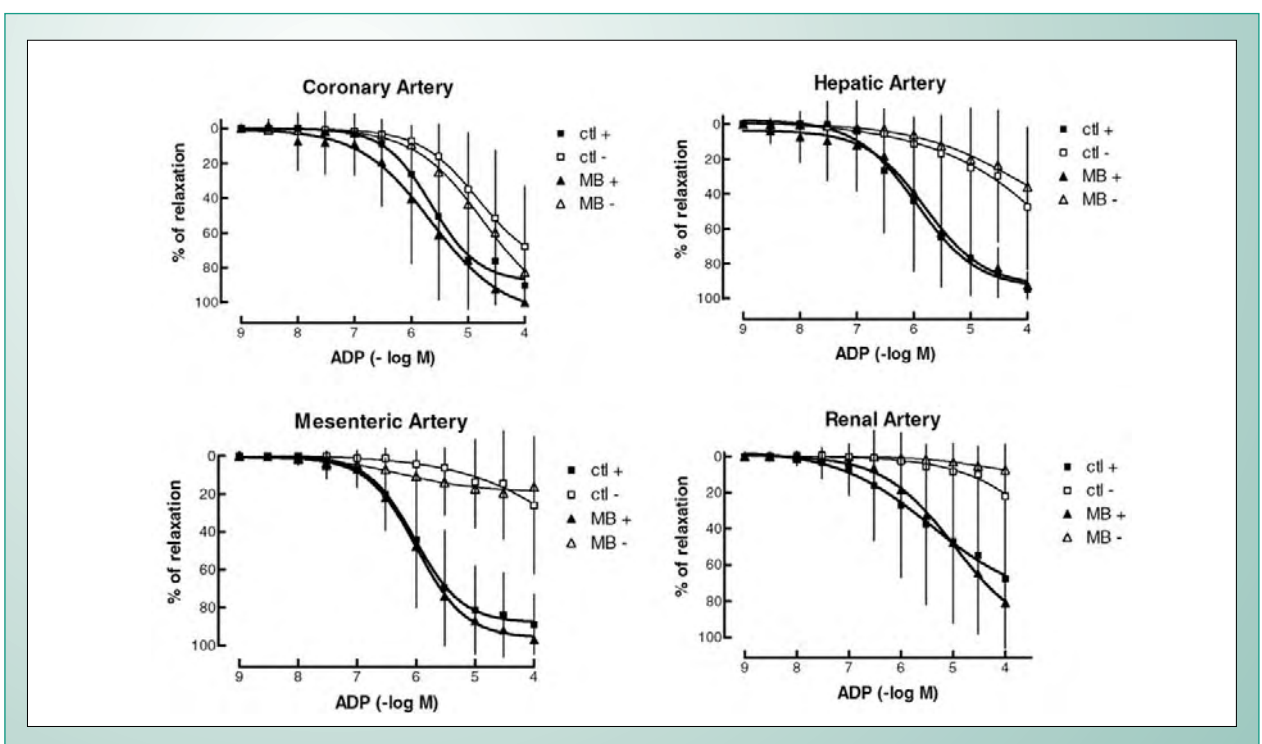 Coronary Artery
% of relaxation
0
20
40
60
80
100
9 8 7 6 5 4
ADP (- log M)
ctl +
ctl -
MB +
MB -
Hepatic Artery
% of relaxation
0
20
40
60
80
100
9 8 7 6 5 4
ADP (-log M)
ctl +
ctl -
MB +
MB -
Mesenteric Artery
% of relaxation
0
20
40
60
80
100
9 8 7 6 5 4
ADP (-log M)
ctl +
ctl -
MB +
MB -
Renal Artery
% of relaxation
0
20
40
60
80
100
9 8 7 6 5 4
ADP (-log M)
ctl +
ctl -
MB +
MB -